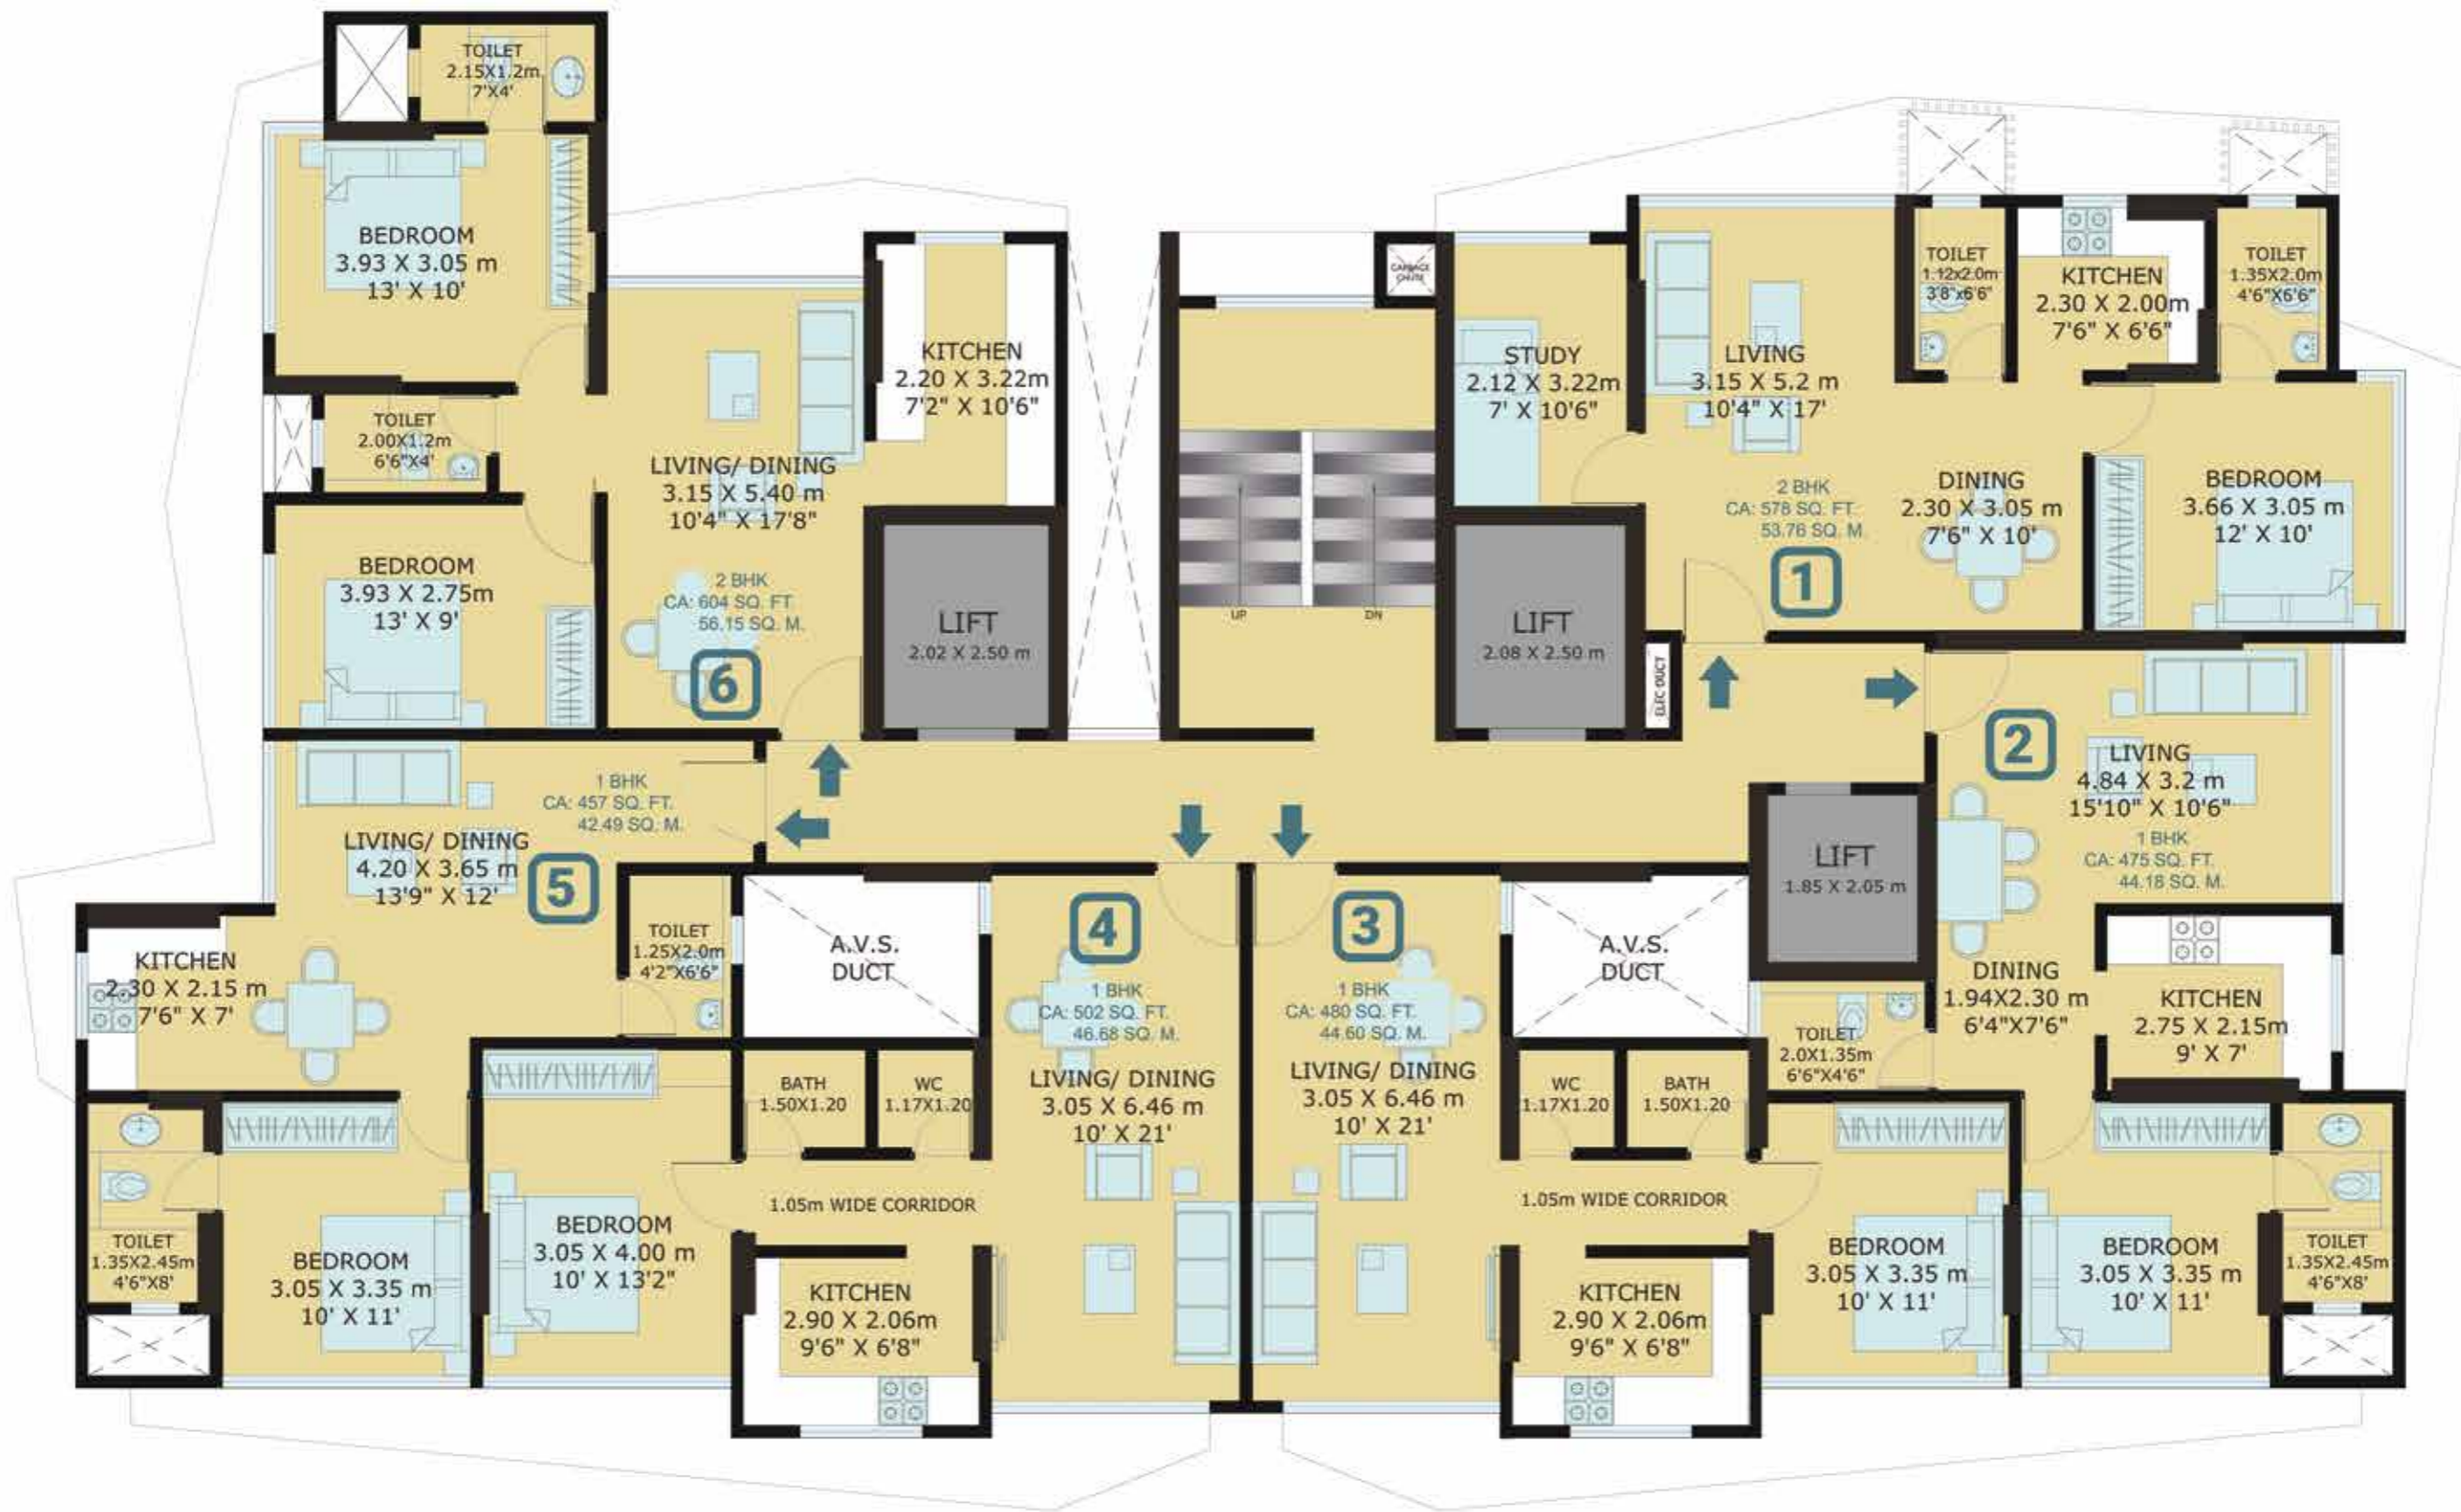 TOILET
2.15X1.2m
7'X4'
BEDROOM
3.93 X 3.05 m
13' X 10'
TOILET
2.00X1.2m
6'6"X4'
BEDROOM
3.93 X 2.75m
13' X 9'
LIVING/ DINING
3.15 X 5.40 m
10'4" X 17'8"
2 BHK
CA: 604 SQ. FT.
56.15 SQ. M.
6
KITCHEN
2.20 X 3.22m
7'2" X 10'6"
LIFT
2.02 X 2.50 m
UP
DN
GARBAGE
CHUTE
STUDY
2.12 X 3.22m
7' X 10'6"
LIFT
2.08 X 2.50 m
ELEC DUCT
LIVING
3.15 X 5.2 m
10'4" X 17'
2 BHK
CA: 578 SQ. FT.
53.76 SQ. M.
1
TOILET
1.12x2.0m
3'8"x6'6"
KITCHEN
2.30 X 2.00m
7'6" X 6'6"
TOILET
1.35X2.0m
4'6"X6'6"
DINING
2.30 X 3.05 m
7'6" X 10'
BEDROOM
3.66 X 3.05 m
12' X 10'
2
LIVING
4.84 X 3.2 m
15'10" X 10'6"
1 BHK
CA: 475 SQ. FT.
44.18 SQ. M.
LIFT
1.85 X 2.05 m
DINING
1.94X2.30 m
6'4"X7'6"
KITCHEN
2.75 X 2.15m
9' X 7'
TOILET
2.0X1.35m
6'6"X4'6"
BEDROOM
3.05 X 3.35 m
10' X 11'
TOILET
1.35X2.45m
4'6"X8'
1 BHK
CA: 457 SQ. FT.
42.49 SQ. M.
LIVING/ DINING
4.20 X 3.65 m
13'9" X 12'
5
KITCHEN
2.30 X 2.15 m
7'6" X 7'
TOILET
1.25X2.0m
4'2"X6'6"
TOILET
1.35X2.45m
4'6"X8'
BEDROOM
3.05 X 3.35 m
10' X 11'
A.V.S.
DUCT
4
1 BHK
CA: 502 SQ. FT.
46.68 SQ. M.
LIVING/ DINING
3.05 X 6.46 m
10' X 21'
BATH
1.50X1.20
WC
1.17X1.20
1.05m WIDE CORRIDOR
BEDROOM
3.05 X 4.00 m
10' X 13'2"
KITCHEN
2.90 X 2.06m
9'6" X 6'8"
3
1 BHK
CA: 480 SQ. FT.
44.60 SQ. M.
LIVING/ DINING
3.05 X 6.46 m
10' X 21'
A.V.S.
DUCT
WC
1.17X1.20
BATH
1.50X1.20
1.05m WIDE CORRIDOR
KITCHEN
2.90 X 2.06m
9'6" X 6'8"
BEDROOM
3.05 X 3.35 m
10' X 11'